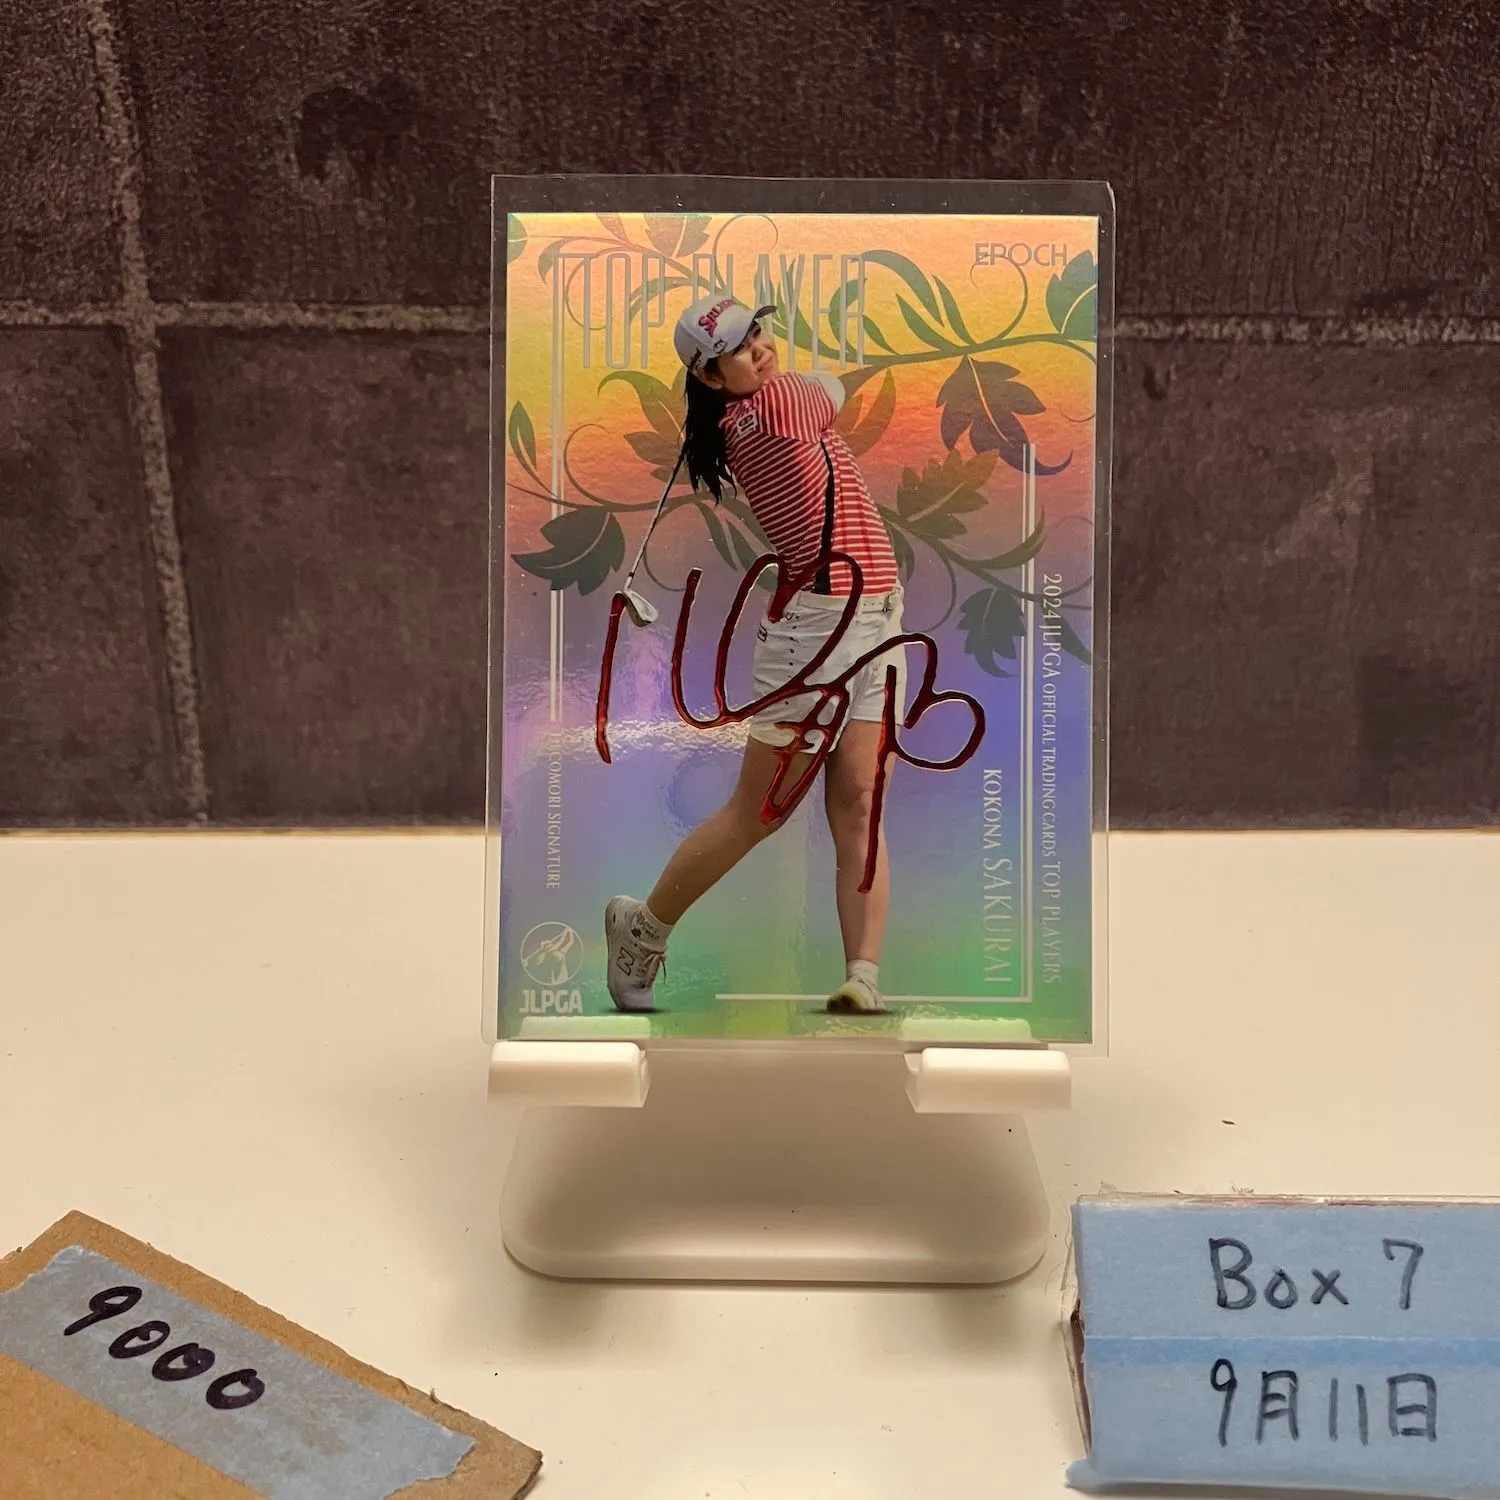 TOP PLAYER
EPOCH
SRIXON
2024 JLPGA OFFICIAL TRADING CARDS TOP PLAYERS
KOKONA SAKURAI
DECOMORI SIGNATURE
N
JLPGA
9000
Box 7
9月11日